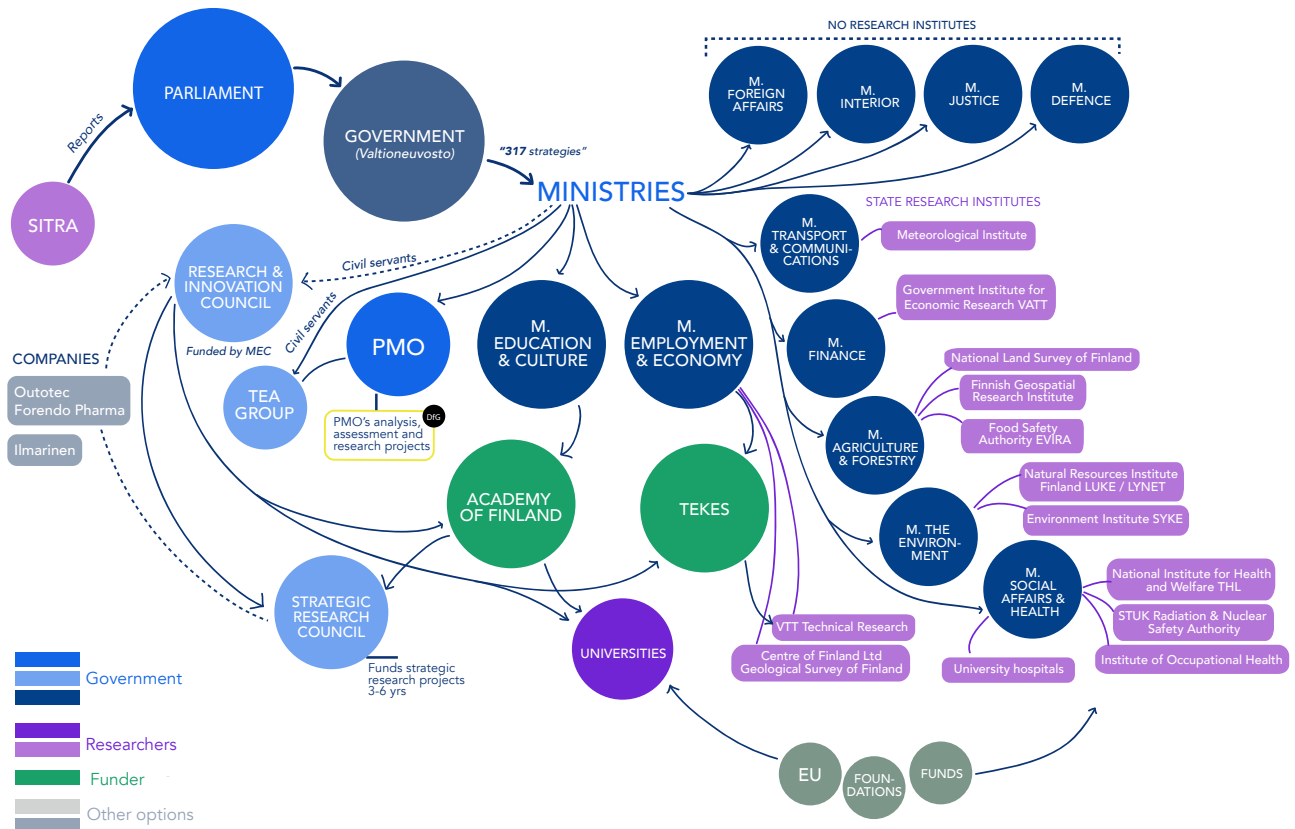 NO RESEARCH INSTITUTES
PARLIAMENT
M.
FOREIGN
AFFAIRS
M.
INTERIOR
M.
JUSTICE
M.
DEFENCE
GOVERNMENT
(Valtioneuvosto)
Reports
"317 strategies"
MINISTRIES
SITRA
STATE RESEARCH INSTITUTES
M.
TRANSPORT
& COMMUNI-
CATIONS
Meteorological Institute
RESEARCH &
INNOVATION
COUNCIL
Civil servants
Civil servants
Funded by MEC
Government Institute for
Economic Research VATT
PMO
M.
EDUCATION
& CULTURE
M.
EMPLOYMENT
& ECONOMY
M.
FINANCE
COMPANIES
Outotec
Forendo Pharma
Ilmarinen
TEA
GROUP
DfG
PMO's analysis,
assessment and
research projects
National Land Survey of Finland
Finnish Geospatial
Research Institute
Food Safety
Authority EVIRA
M.
AGRICULTURE
& FORESTRY
Natural Resources Institute
Finland LUKE / LYNET
Environment Institute SYKE
ACADEMY
OF FINLAND
TEKES
M. THE
ENVIRON-
MENT
M.
SOCIAL
AFFAIRS &
HEALTH
National Institute for Health
and Welfare THL
STUK Radiation & Nuclear
Safety Authority
Institute of Occupational Health
University hospitals
STRATEGIC
RESEARCH
COUNCIL
Funds strategic
research projects
3-6 yrs
UNIVERSITIES
VTT Technical Research
Centre of Finland Ltd
Geological Survey of Finland
Government
Researchers
Funder
Other options
EU
FOUN-
DATIONS
FUNDS